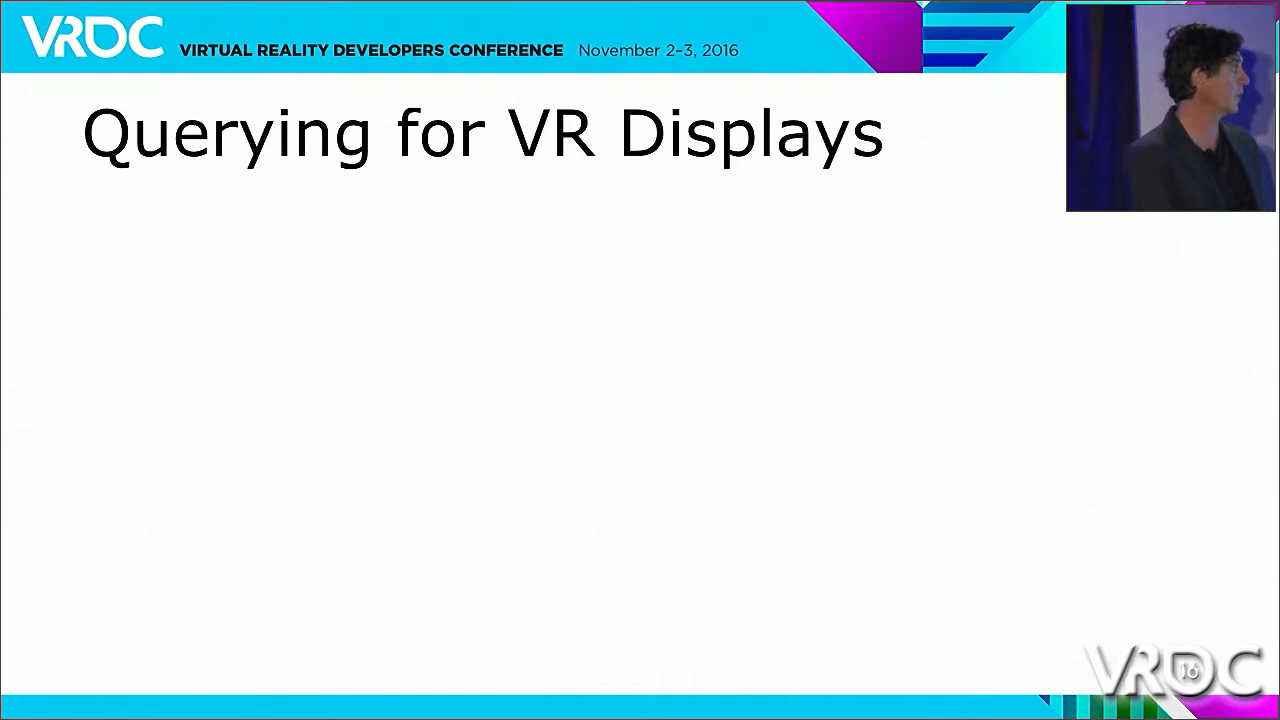 VRDC VIRTUAL REALITY DEVELOPERS CONFERENCE November 2-3, 2016
Querying for VR Displays
VRDC 16